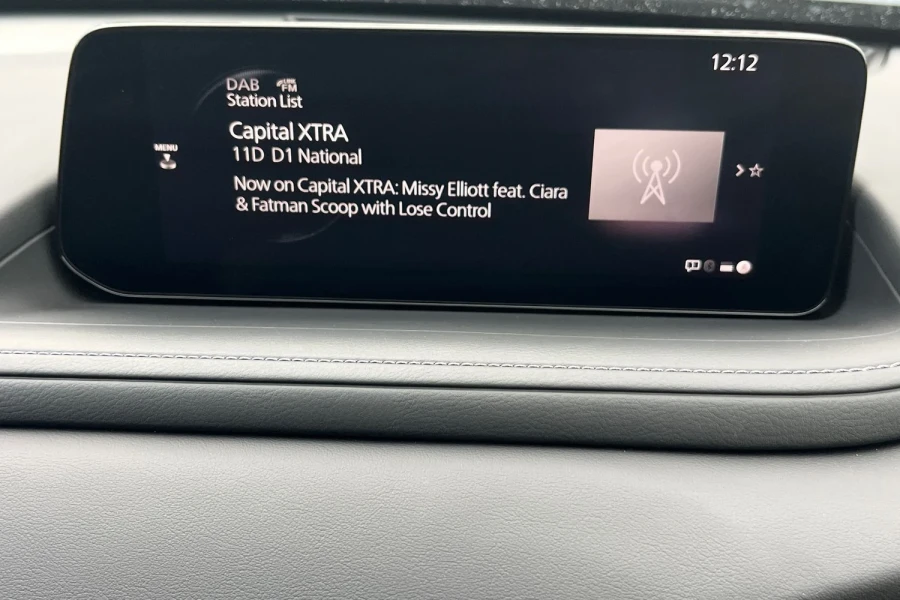 12:12
DAB LINK FM
Station List
Capital XTRA
11D D1 National
MENU
Now on Capital XTRA: Missy Elliott feat. Ciara
& Fatman Scoop with Lose Control